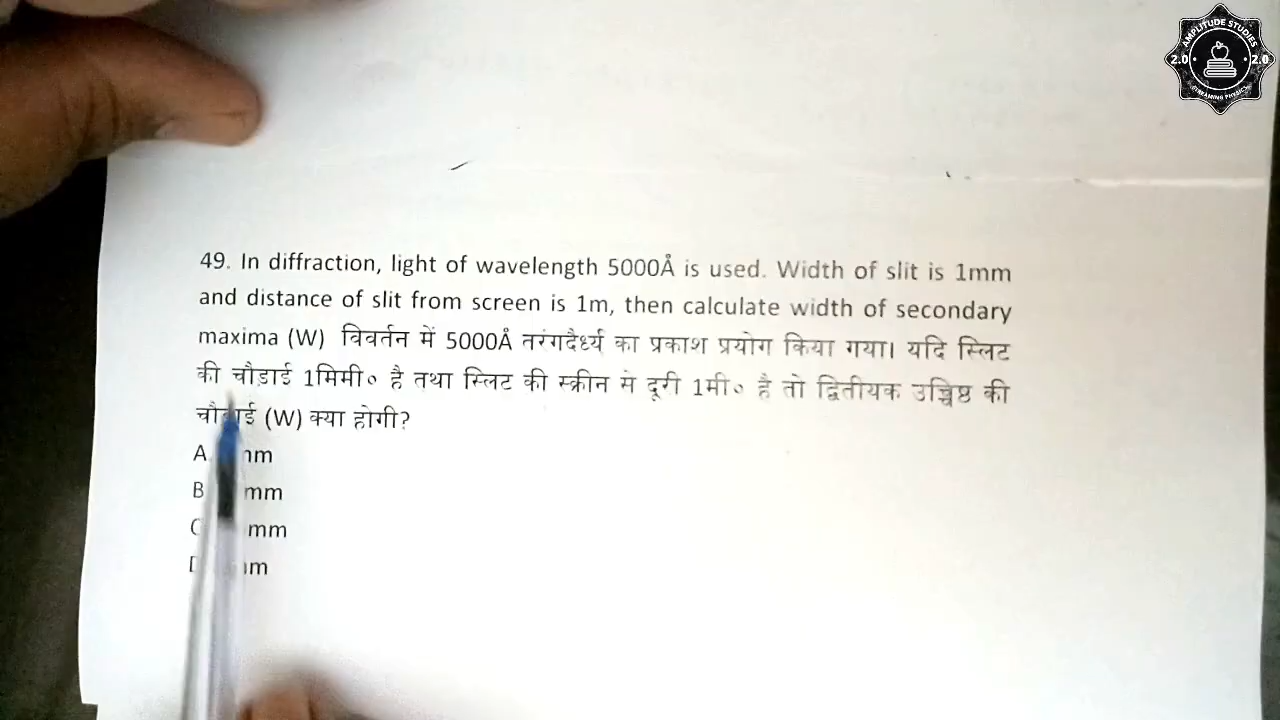 AMPLITUDE STUDIES
2.0 2.0
49. In diffraction, light of wavelength 5000Å is used. Width of slit is 1mm
and distance of slit from screen is 1m, then calculate width of secondary
maxima (W) विवर्तन में 5000Å तरंगदैर्ध्य का प्रकाश प्रयोग किया गया। यदि स्लिट
की चौड़ाई 1मिमी० है तथा स्लिट की स्क्रीन से दूरी 1मी० है तो द्वितीयक उच्चिष्ठ की
चौड़ाई (W) क्या होगी?
A. mm
B mm
C mm
D mm